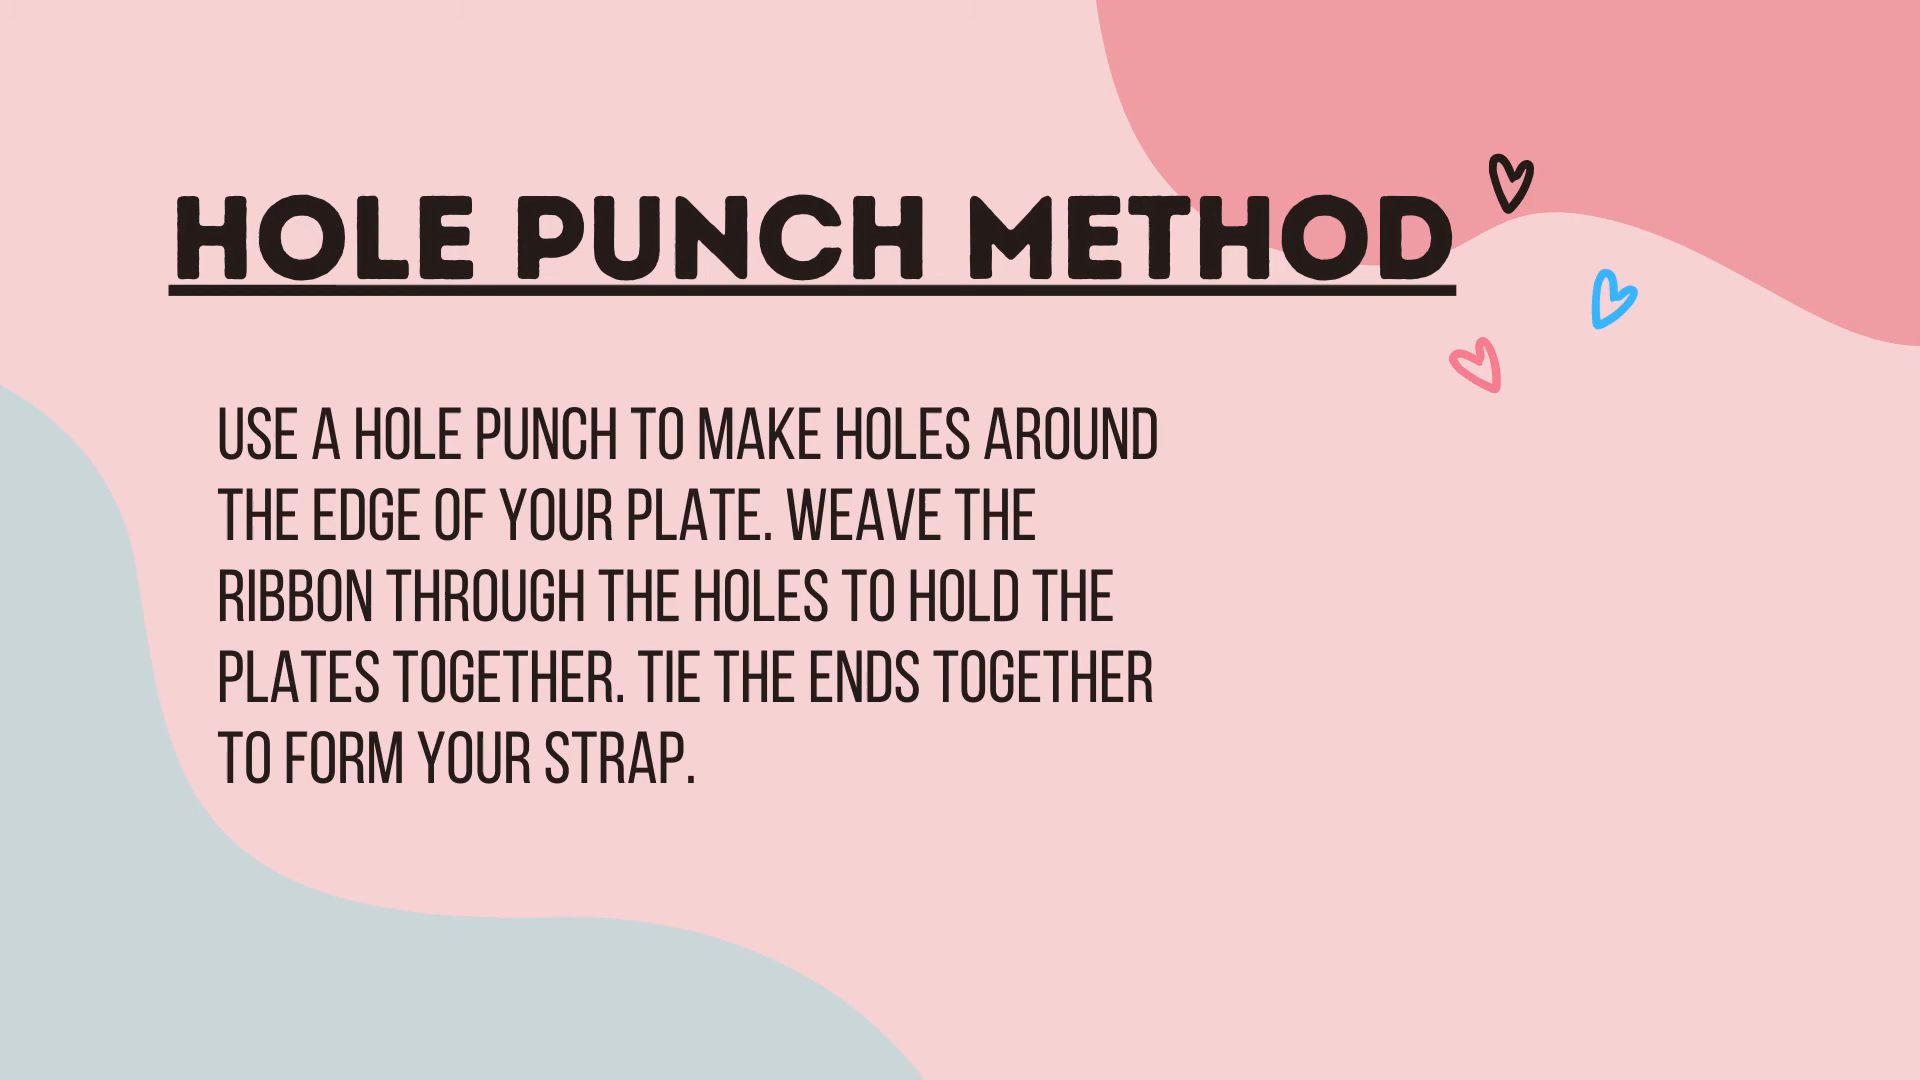 HOLE PUNCH METHOD
USE A HOLE PUNCH TO MAKE HOLES AROUND
THE EDGE OF YOUR PLATE. WEAVE THE
RIBBON THROUGH THE HOLES TO HOLD THE
PLATES TOGETHER. TIE THE ENDS TOGETHER
TO FORM YOUR STRAP.